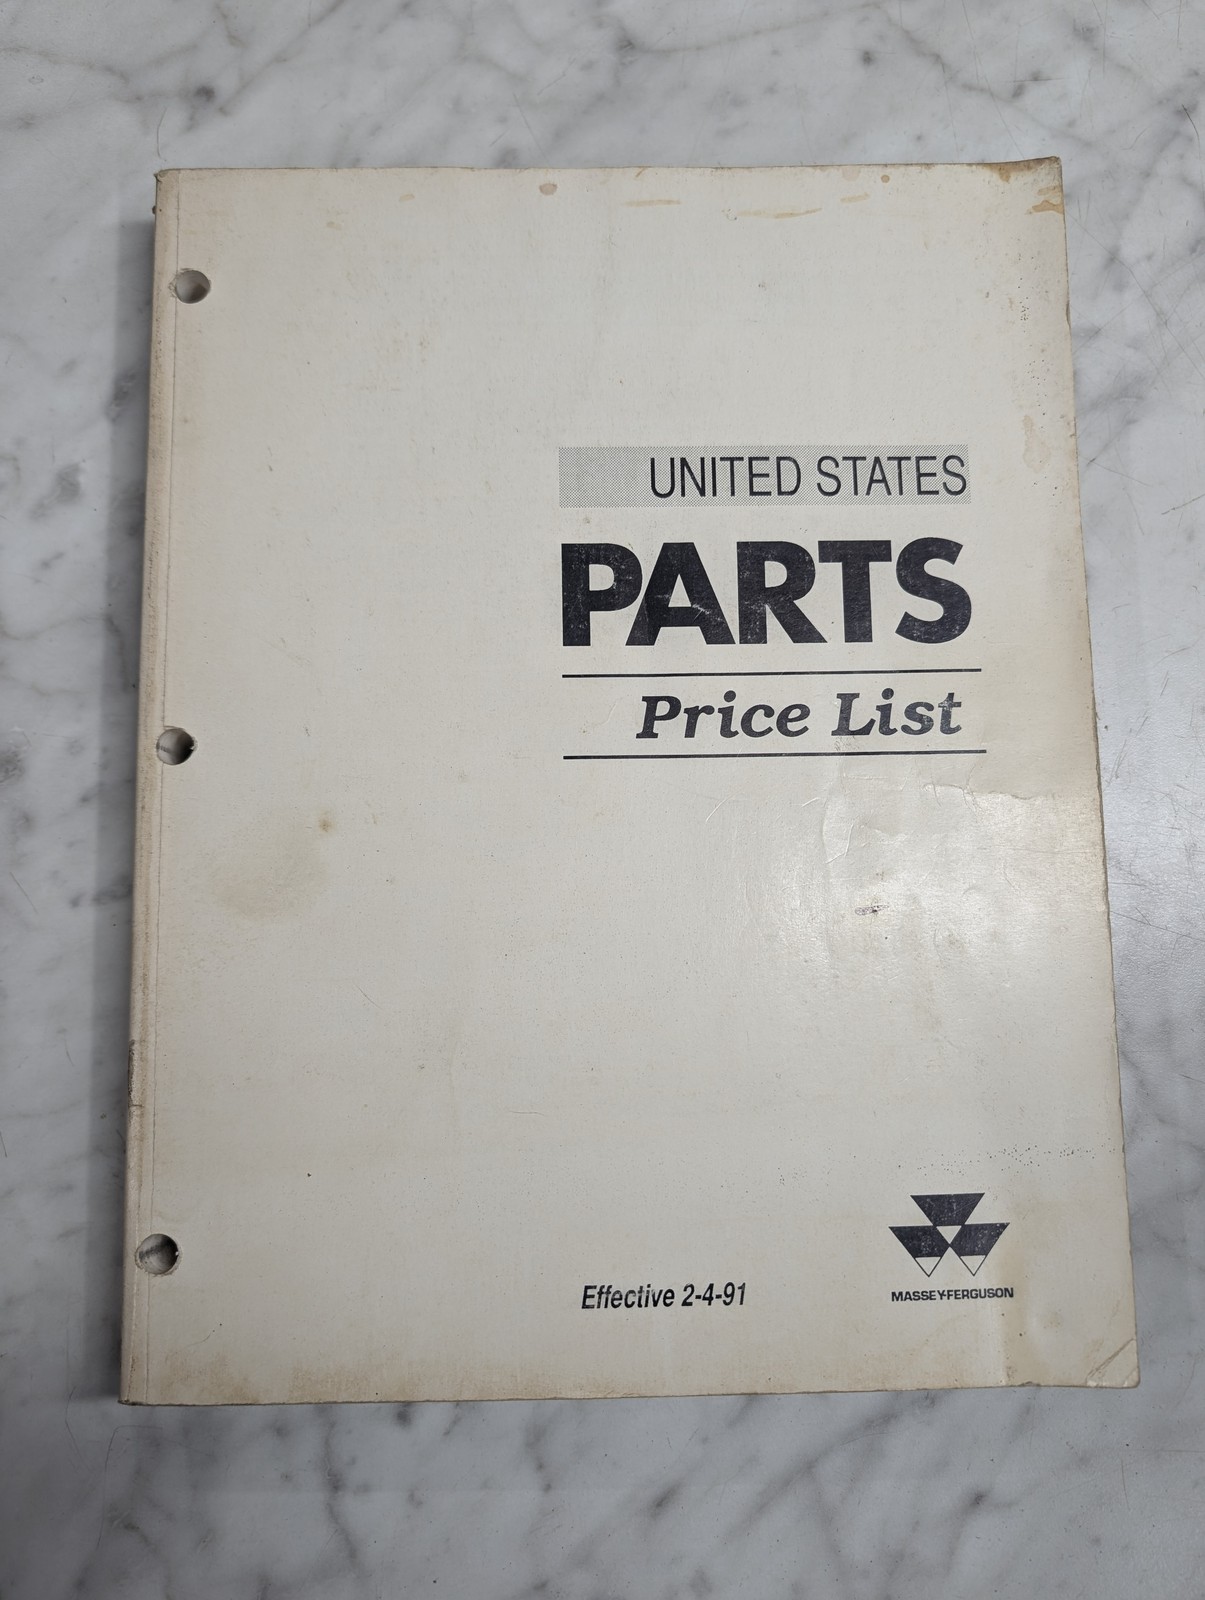 UNITED STATES
PARTS
Price List
Effective 2-4-91
MASSEY-FERGUSON